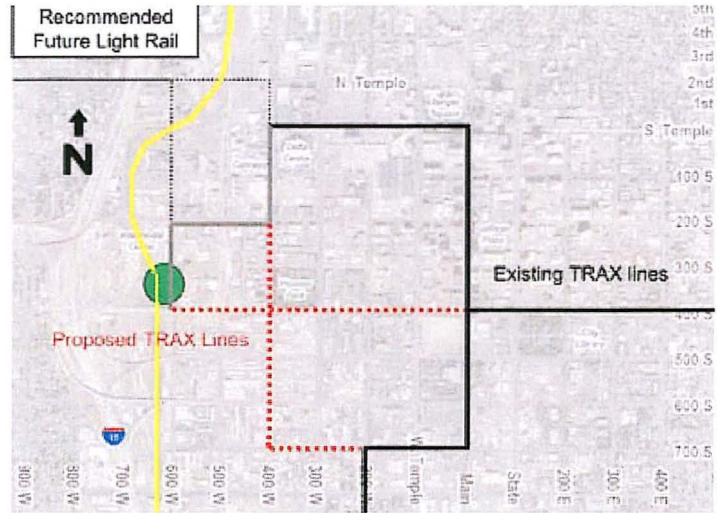 Recommended
Future Light Rail
5th
4th
3rd
2nd
1st
N Temple
S Temple
N
100 S
200 S
300 S
Existing TRAX lines
400 S
Proposed TRAX Lines
500 S
600 S
15
700 S
900 W
800 W
700 W
600 W
500 W
400 W
300 W
W Temple
Main
State
200 E
300 E
400 E